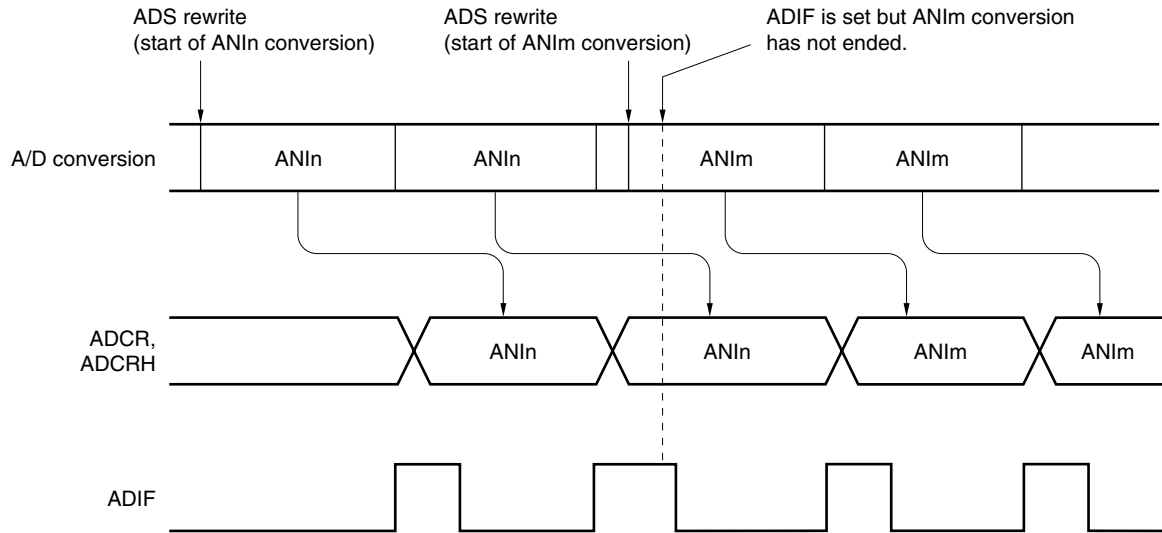 ADS rewrite
(start of ANIn conversion)
ADS rewrite
(start of ANIm conversion)
ADIF is set but ANIm conversion
has not ended.
A/D conversion
ANIn
ANIn
ANIm
ANIm
ADCR,
ADCRH
ANIn
ANIn
ANIm
ANIm
ADIF